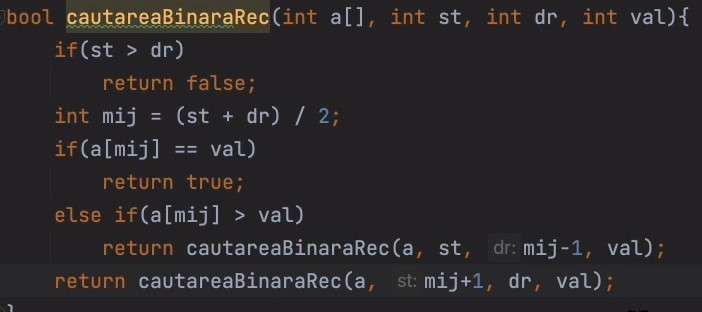 bool cautareaBinaraRec(int a[], int st, int dr, int val){
if(st > dr)
return false;
int mij = (st + dr) / 2;
if(a[mij] == val)
return true;
else if(a[mij] > val)
return cautareaBinaraRec(a, st, dr: mij-1, val);
return cautareaBinaraRec(a, st: mij+1, dr, val);
}